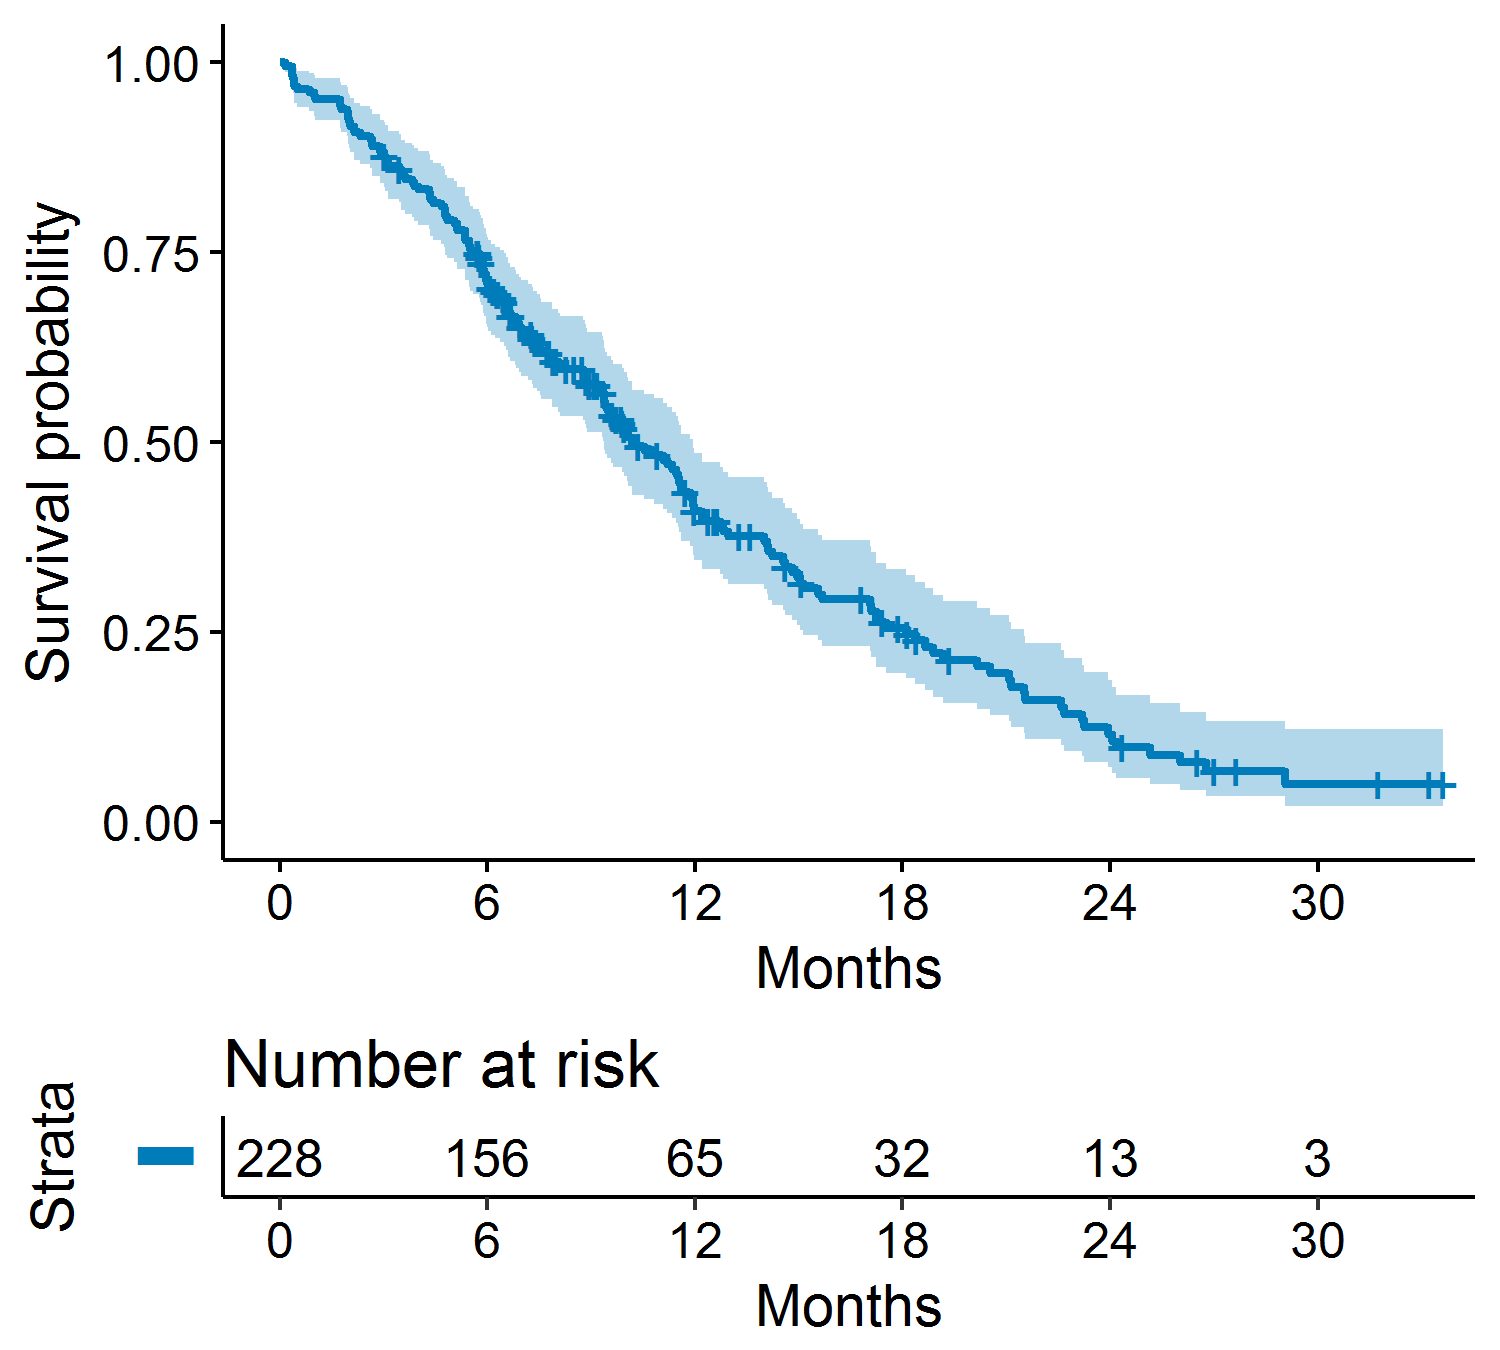 Survival probability
1.00
0.75
0.50
0.25
0.00
0 6 12 18 24 30
Months
Number at risk
Strata
228 156 65 32 13 3
0 6 12 18 24 30
Months